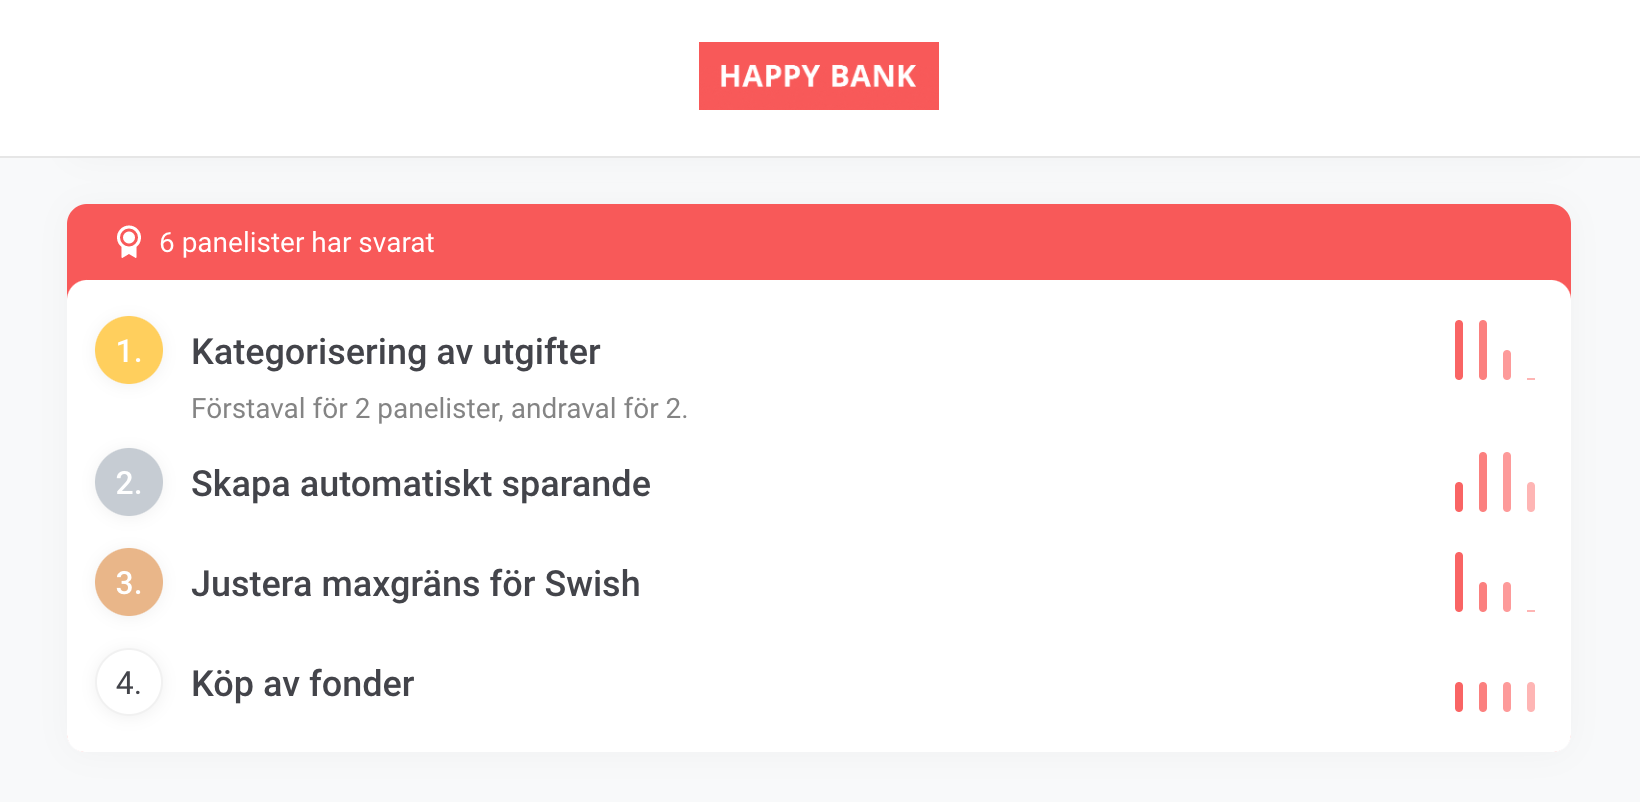 HAPPY BANK
6 panelister har svarat
1. Kategorisering av utgifter
Förstaval för 2 panelister, andraval för 2.
2. Skapa automatiskt sparande
3. Justera maxgräns för Swish
4. Köp av fonder